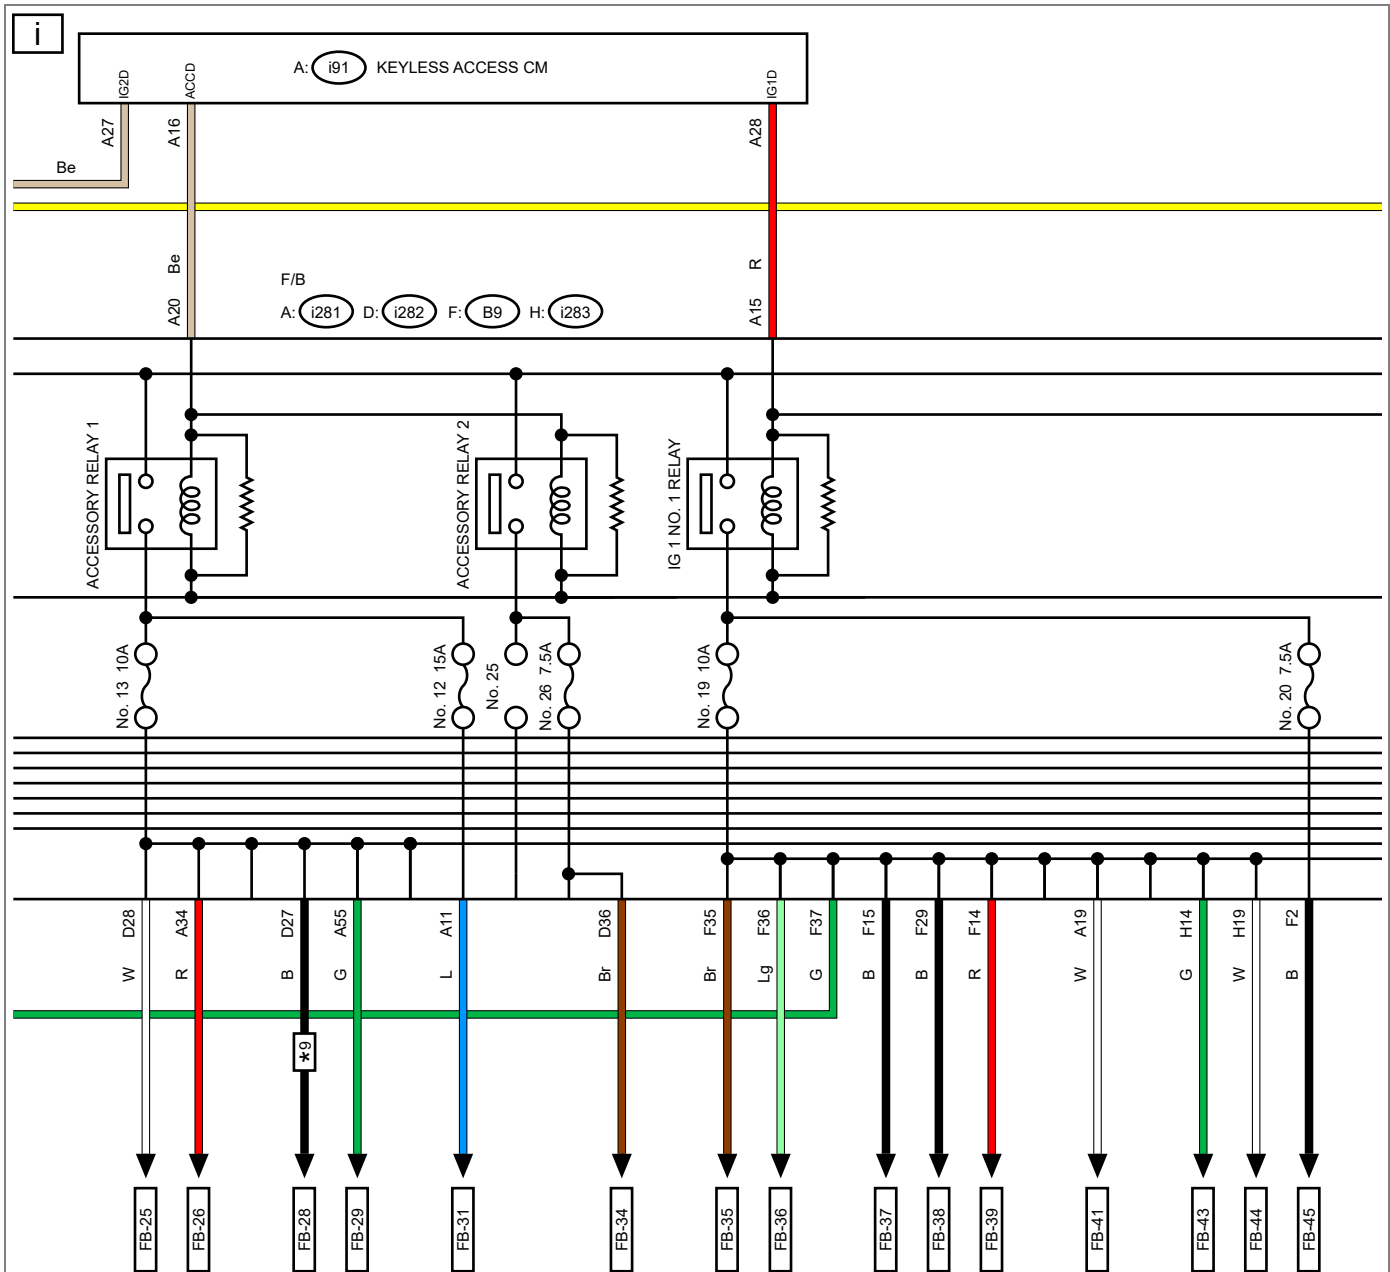 i
A: i91 KEYLESS ACCESS CM
IG2D
ACCD
IG1D
A27
A16
A28
Be
Be
R
F/B
A20
A: i281 D: i282 F: B9 H: i283
A15
ACCESSORY RELAY 1
ACCESSORY RELAY 2
IG 1 NO. 1 RELAY
No. 13 10A
No. 12 15A
No. 25
No. 26 7.5A
No. 19 10A
No. 20 7.5A
D28
A34
D27
A55
A11
D36
F35
F36
F37
F15
F29
F14
A19
H14
H19
F2
W
R
B
G
L
Br
Br
Lg
G
B
B
R
W
G
W
B
*9
FB-25
FB-26
FB-28
FB-29
FB-31
FB-34
FB-35
FB-36
FB-37
FB-38
FB-39
FB-41
FB-43
FB-44
FB-45